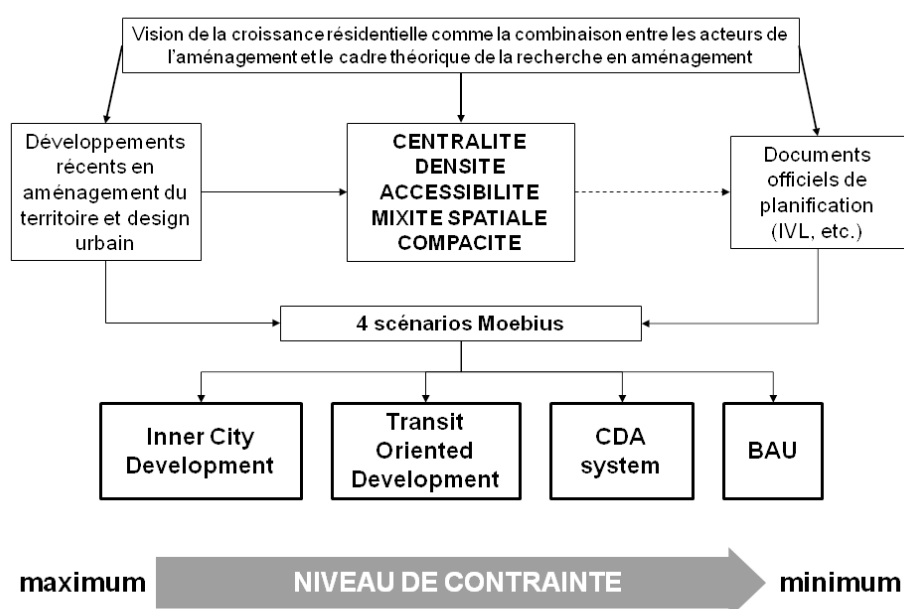 Vision de la croissance résidentielle comme la combinaison entre les acteurs de
l'aménagement et le cadre théorique de la recherche en aménagement
Développements
récents en
aménagement du
territoire et design
urbain
CENTRALITE
DENSITE
ACCESSIBILITE
MIXITE SPATIALE
COMPACITE
Documents
officiels de
planification
(IVL, etc.)
4 scénarios Moebius
Inner City
Development
Transit
Oriented
Development
CDA
system
BAU
maximum NIVEAU DE CONTRAINTE minimum